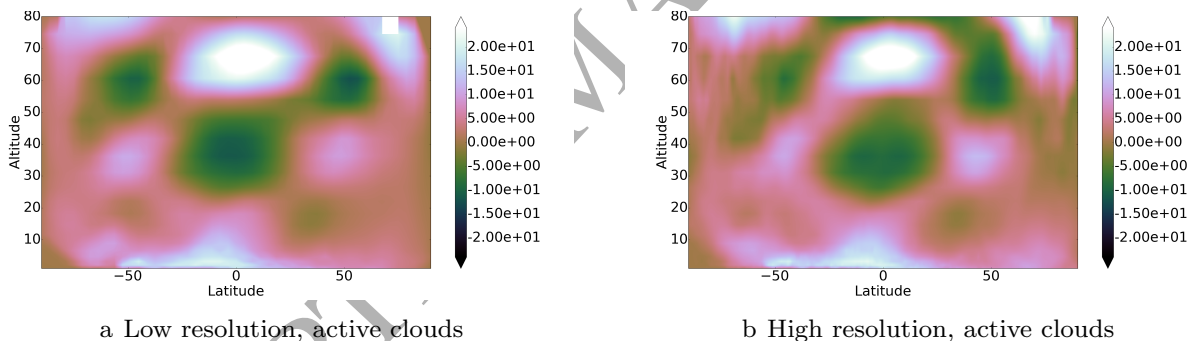 80
70
60
50
40
30
20
10
Altitude
−50 0 50
Latitude
2.00e+01
1.50e+01
1.00e+01
5.00e+00
0.00e+00
-5.00e+00
-1.00e+01
-1.50e+01
-2.00e+01
a Low resolution, active clouds
80
70
60
50
40
30
20
10
Altitude
−50 0 50
Latitude
2.00e+01
1.50e+01
1.00e+01
5.00e+00
0.00e+00
-5.00e+00
-1.00e+01
-1.50e+01
-2.00e+01
b High resolution, active clouds